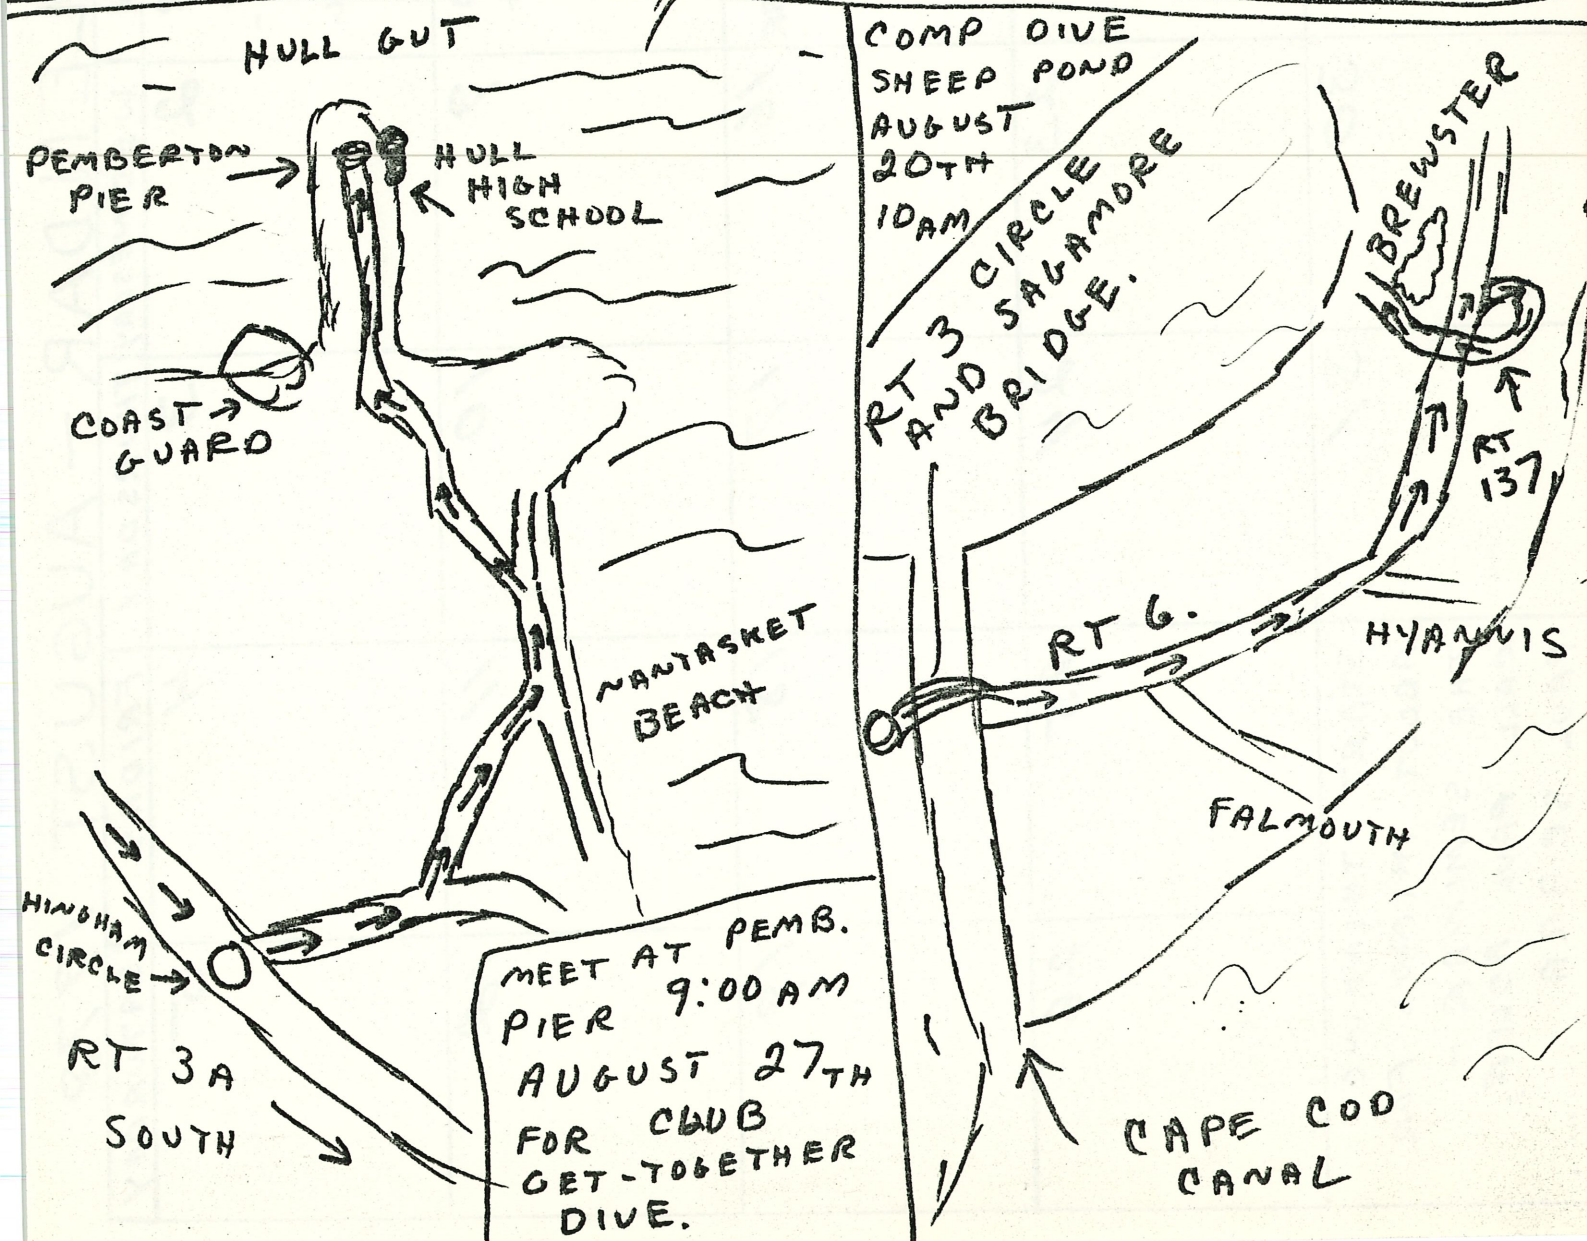 HULL GUT
PEMBERTON
PIER
HULL
HIGH
SCHOOL
COAST
GUARD
NANTASKET
BEACH
HINGHAM
CIRCLE
RT 3A
SOUTH
MEET AT PEMB.
PIER 9:00 AM
AUGUST 27TH
FOR CLUB
GET-TOGETHER
DIVE.
COMP DIVE
SHEEP POND
AUGUST
20TH
10AM
RT 3 CIRCLE
AND SAGAMORE
BRIDGE.
BREWSTER
RT
137
RT 6.
HYANNIS
FALMOUTH
CAPE COD
CANAL